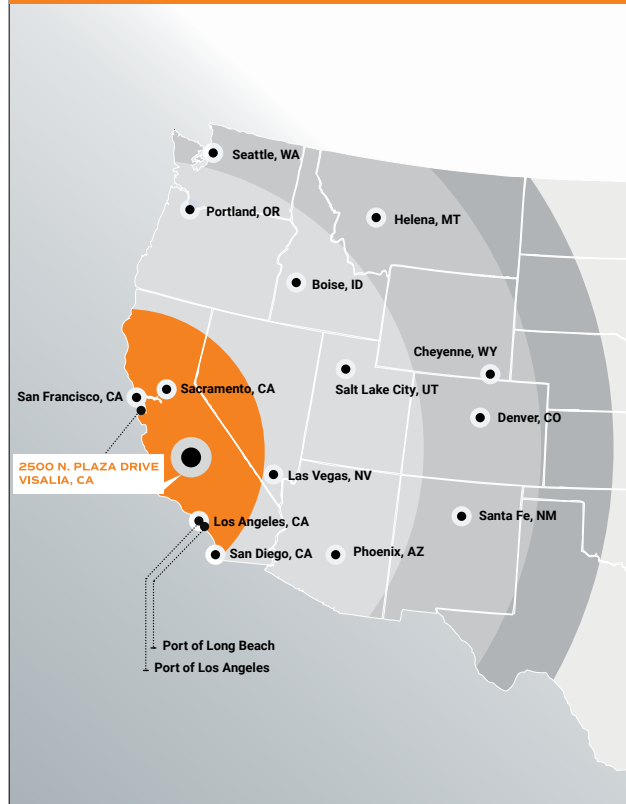 Seattle, WA
Portland, OR
Helena, MT
Boise, ID
Cheyenne, WY
Salt Lake City, UT
Sacramento, CA
San Francisco, CA
Denver, CO
2500 N. PLAZA DRIVE
VISALIA, CA
Las Vegas, NV
Los Angeles, CA
Santa Fe, NM
San Diego, CA
Phoenix, AZ
Port of Long Beach
Port of Los Angeles